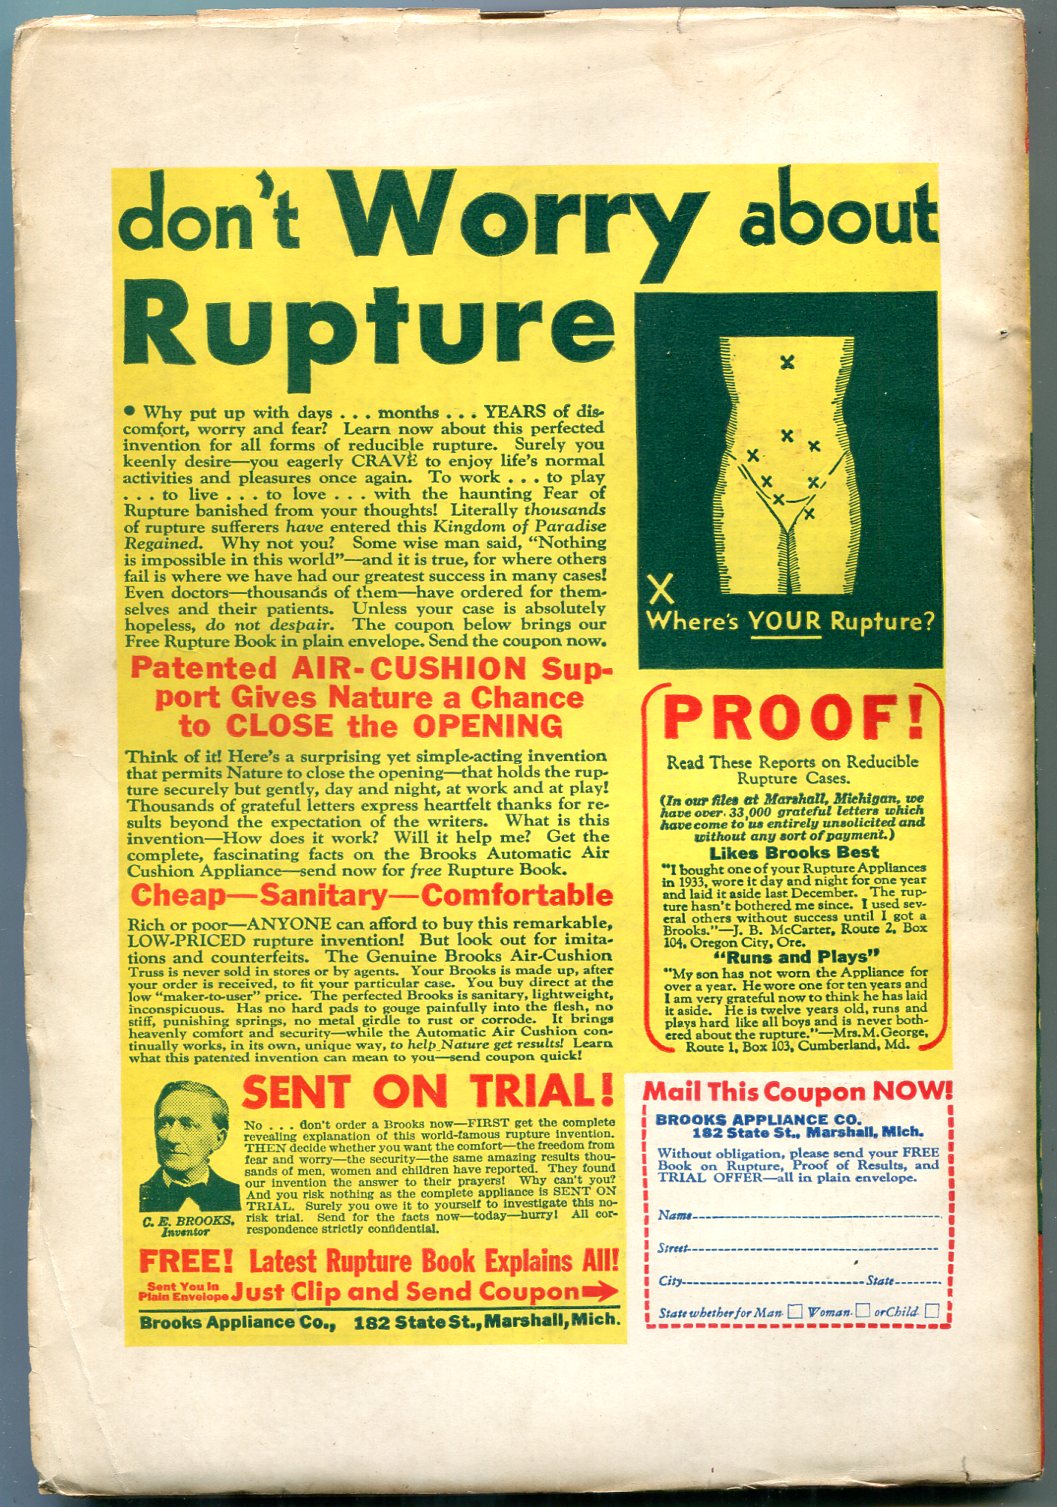 don't Worry about
Rupture
• Why put up with days . . . months . . . YEARS of dis-
comfort, worry and fear? Learn now about this perfected
invention for all forms of reducible rupture. Surely you
keenly desire—you eagerly CRAVE to enjoy life's normal
activities and pleasures once again. To work . . . to play
. . . to live . . . to love . . . with the haunting Fear of
Rupture banished from your thoughts! Literally thousands
of rupture sufferers have entered this Kingdom of Paradise
Regained. Why not you? Some wise man said, "Nothing
is impossible in this world"—and it is true, for where others
fail is where we have had our greatest success in many cases!
Even doctors—thousands of them—have ordered for them-
selves and their patients. Unless your case is absolutely
hopeless, do not despair. The coupon below brings our
Free Rupture Book in plain envelope. Send the coupon now.
Patented AIR-CUSHION Sup-
port Gives Nature a Chance
to CLOSE the OPENING
Think of it! Here's a surprising yet simple-acting invention
that permits Nature to close the opening—that holds the rup-
ture securely but gently, day and night, at work and at play!
Thousands of grateful letters express heartfelt thanks for re-
sults beyond the expectation of the writers. What is this
invention—How does it work? Will it help me? Get the
complete, fascinating facts on the Brooks Automatic Air
Cushion Appliance—send now for free Rupture Book.
Cheap—Sanitary—Comfortable
Rich or poor—ANYONE can afford to buy this remarkable,
LOW-PRICED rupture invention! But look out for imita-
tions and counterfeits. The Genuine Brooks Air-Cushion
Truss is never sold in stores or by agents. Your Brooks is made up, after
your order is received, to fit your particular case. You buy direct at the
low "maker-to-user" price. The perfected Brooks is sanitary, lightweight,
inconspicuous. Has no hard pads to gouge painfully into the flesh, no
stiff, punishing springs, no metal girdle to rust or corrode. It brings
heavenly comfort and security—while the Automatic Air Cushion con-
tinually works, in its own, unique way, to help Nature get results! Learn
what this patented invention can mean to you—send coupon quick!
C. E. BROOKS,
Inventor
SENT ON TRIAL!
No . . . don't order a Brooks now—FIRST get the complete
revealing explanation of this world-famous rupture invention.
THEN decide whether you want the comfort—the freedom from
fear and worry—the security—the same amazing results thou-
sands of men, women and children have reported. They found
our invention the answer to their prayers! Why can't you?
And you risk nothing as the complete appliance is SENT ON
TRIAL. Surely you owe it to yourself to investigate this no-
risk trial. Send for the facts now—today—hurry! All cor-
respondence strictly confidential.
FREE! Latest Rupture Book Explains All!
Sent You In
Plain Envelope
Just Clip and Send Coupon
Brooks Appliance Co., 182 State St., Marshall, Mich.
X
Where's YOUR Rupture?
PROOF!
Read These Reports on Reducible
Rupture Cases.
(In our files at Marshall, Michigan, we
have over 33,000 grateful letters which
have come to us entirely unsolicited and
without any sort of payment.)
Likes Brooks Best
"I bought one of your Rupture Appliances
in 1933, wore it day and night for one year
and laid it aside last December. The rup-
ture hasn't bothered me since. I used sev-
eral others without success until I got a
Brooks."—J. B. McCarter, Route 2, Box
104, Oregon City, Ore.
"Runs and Plays"
"My son has not worn the Appliance for
over a year. He wore one for ten years and
I am very grateful now to think he has laid
it aside. He is twelve years old, runs and
plays hard like all boys and is never both-
ered about the rupture."—Mrs. M. George,
Route 1, Box 103, Cumberland, Md.
Mail This Coupon NOW!
BROOKS APPLIANCE CO.
182 State St., Marshall, Mich.
Without obligation, please send your FREE
Book on Rupture, Proof of Results, and
TRIAL OFFER—all in plain envelope.
Name
Street
City State
State whether for Man □ Woman □ or Child □